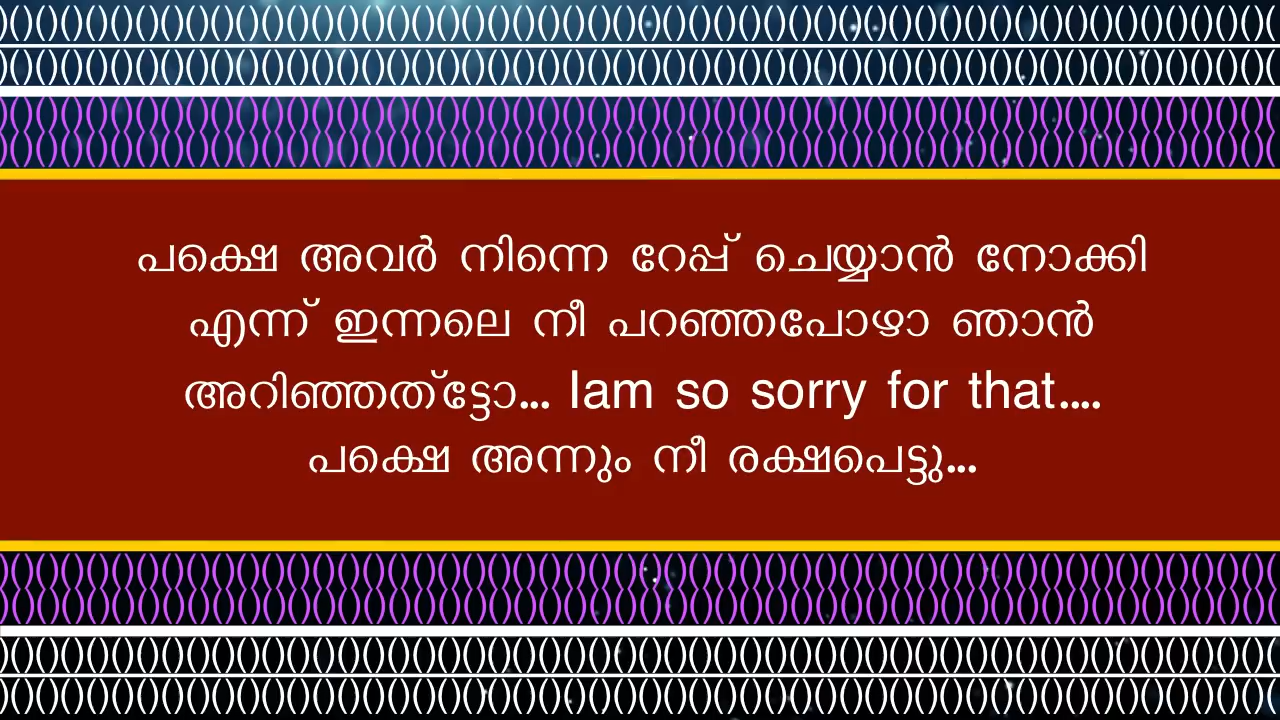 പക്ഷെ അവർ നിന്നെ റേപ്പ് ചെയ്യാൻ നോക്കി
എന്ന് ഇന്നലെ നീ പറഞ്ഞപോഴാ ഞാൻ
അറിഞ്ഞത്ട്ടോ... Iam so sorry for that....
പക്ഷെ അന്നും നീ രക്ഷപെട്ടു...